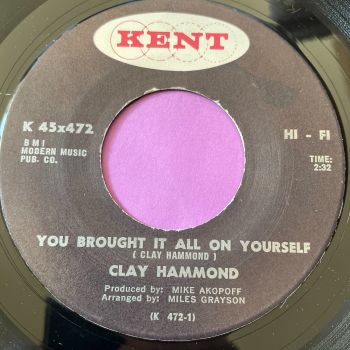 KENT
K 45x472
HI - FI
BMI
MODERN MUSIC
PUB. CO.
TIME:
2:32
YOU BROUGHT IT ALL ON YOURSELF
( CLAY HAMMOND )
CLAY HAMMOND
Produced by: MIKE AKOPOFF
Arranged by: MILES GRAYSON
(K 472-1)